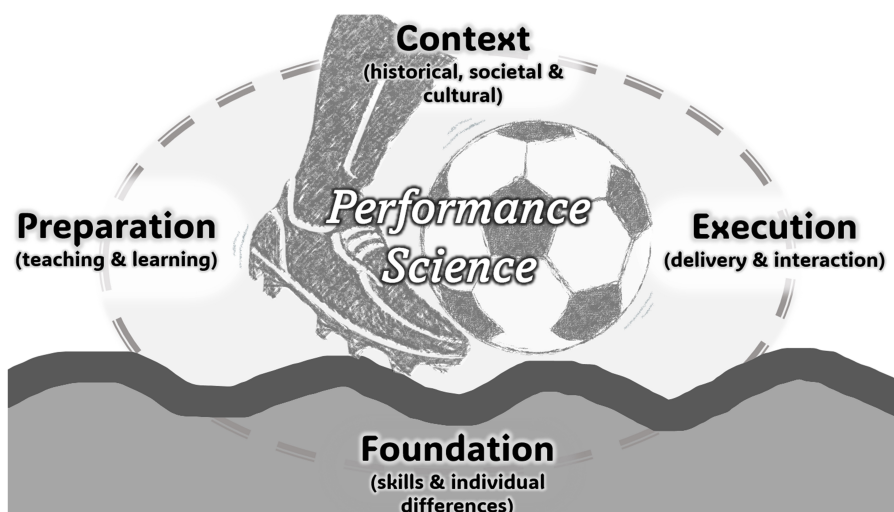 Context
(historical, societal &
cultural)
Performance
Science
Preparation
(teaching & learning)
Execution
(delivery & interaction)
Foundation
(skills & individual
differences)